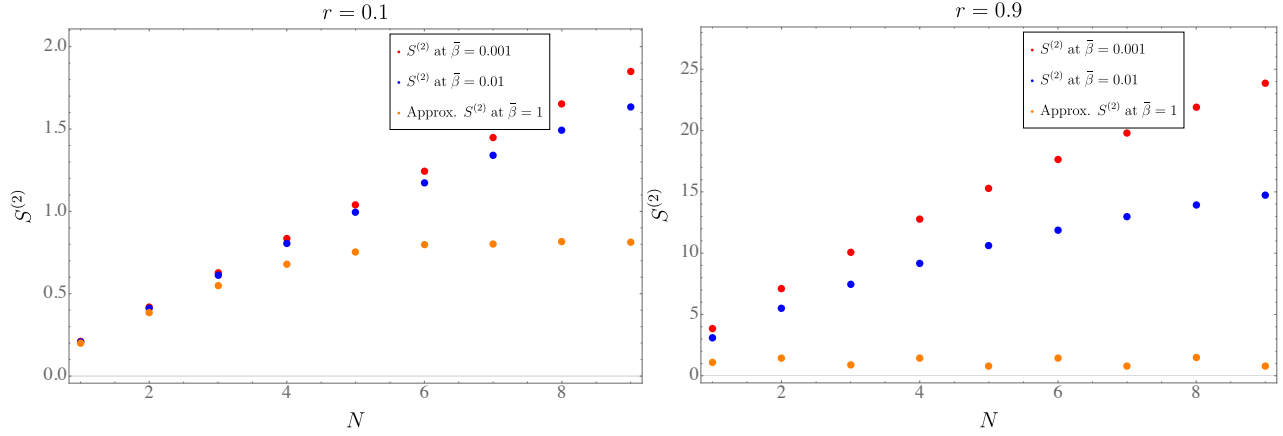 r = 0.1
2.0
1.5
1.0
0.5
0.0
S^{(2)}
2
4
6
8
N
S^{(2)} at β̄ = 0.001
S^{(2)} at β̄ = 0.01
Approx. S^{(2)} at β̄ = 1
r = 0.9
25
20
15
10
5
0
S^{(2)}
2
4
6
8
N
S^{(2)} at β̄ = 0.001
S^{(2)} at β̄ = 0.01
Approx. S^{(2)} at β̄ = 1